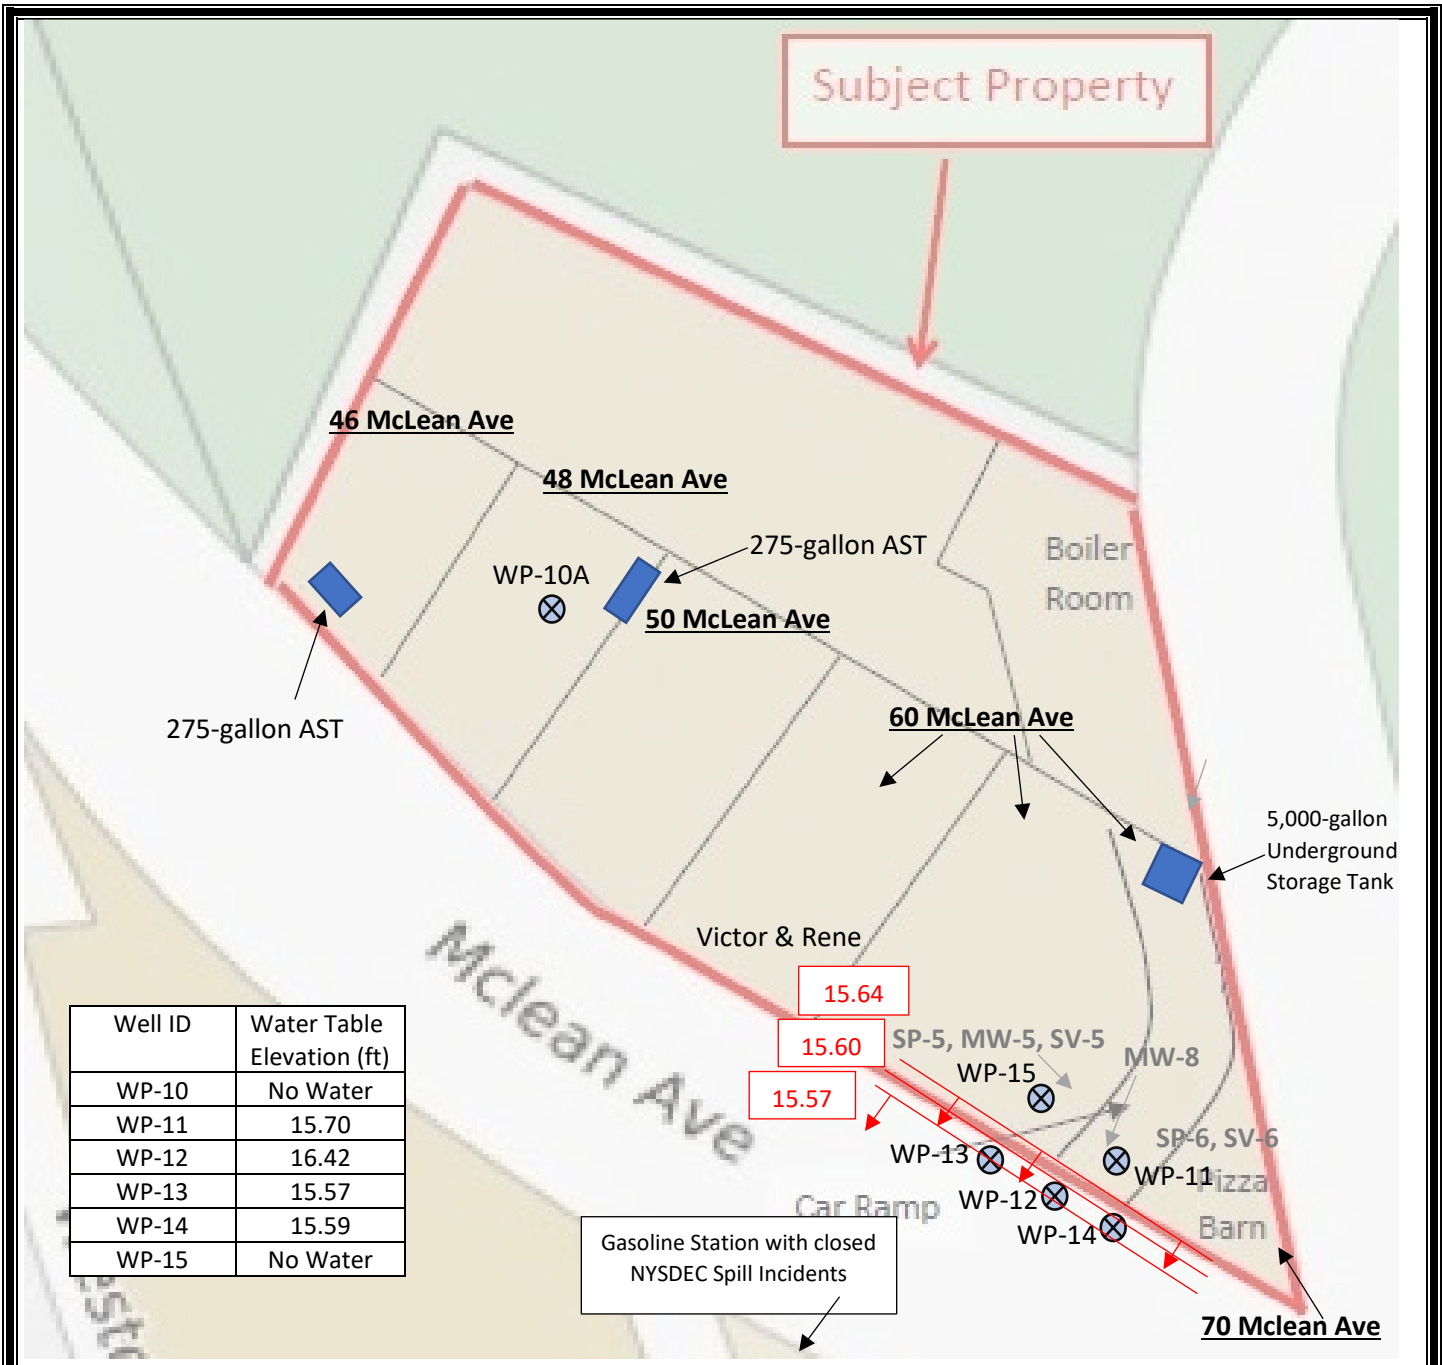 Subject Property
46 McLean Ave
48 McLean Ave
275-gallon AST
Boiler
Room
WP-10A
50 McLean Ave
275-gallon AST
60 McLean Ave
5,000-gallon
Underground
Storage Tank
Victor & Rene
Mclean Ave
15.64
15.60
15.57
SP-5, MW-5, SV-5
MW-8
WP-15
SP-6, SV-6
WP-13
WP-11
Pizza
Barn
WP-12
Car Ramp
WP-14
Well ID Water Table
Elevation (ft)
WP-10 No Water
WP-11 15.70
WP-12 16.42
WP-13 15.57
WP-14 15.59
WP-15 No Water
Gasoline Station with closed
NYSDEC Spill Incidents
70 Mclean Ave